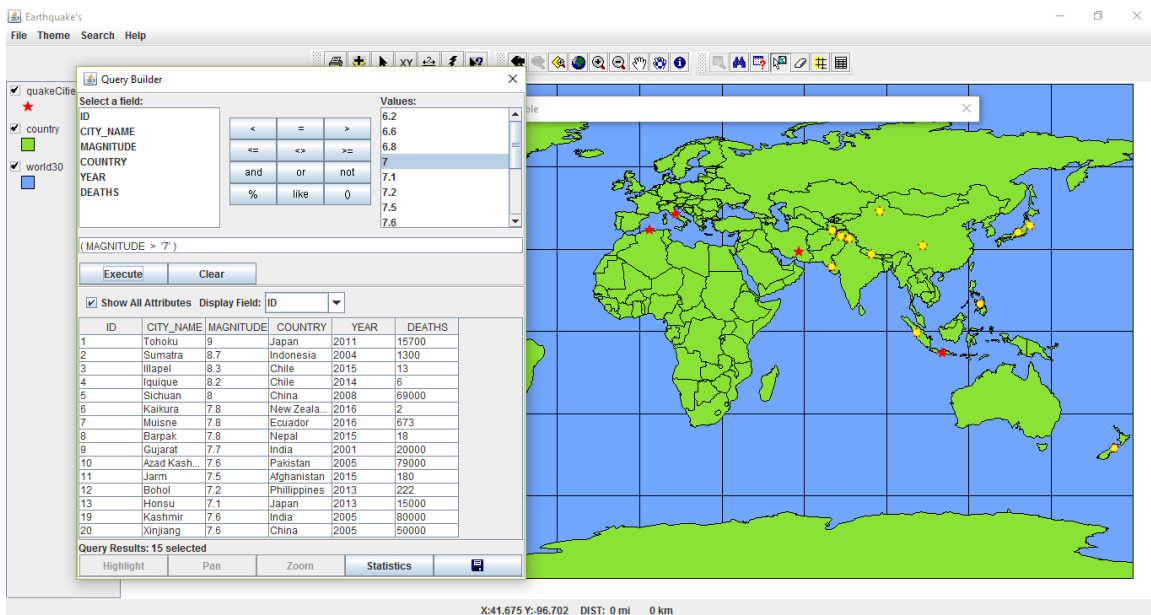 Earthquake's
File Theme Search Help
XY
Query Builder
quakeCitie
country
world30
ble
Select a field:
ID
CITY_NAME
MAGNITUDE
COUNTRY
YEAR
DEATHS
< = >
<= <> >=
and or not
% like ()
Values:
6.2
6.6
6.8
7
7.1
7.2
7.5
7.6
( MAGNITUDE > '7' )
Execute Clear
Show All Attributes Display Field: ID
ID CITY_NAME MAGNITUDE COUNTRY YEAR DEATHS
1 Tohoku 9 Japan 2011 15700
2 Sumatra 8.7 Indonesia 2004 1300
3 Illapel 8.3 Chile 2015 13
4 Iquique 8.2 Chile 2014 6
5 Sichuan 8 China 2008 69000
6 Kaikura 7.8 New Zeala... 2016 2
7 Muisne 7.8 Ecuador 2016 673
8 Barpak 7.8 Nepal 2015 18
9 Gujarat 7.7 India 2001 20000
10 Azad Kash... 7.6 Pakistan 2005 79000
11 Jarm 7.5 Afghanistan 2015 180
12 Bohol 7.2 Phillippines 2013 222
13 Honsu 7.1 Japan 2013 15000
19 Kashmir 7.6 India 2005 80000
20 Xinjiang 7.6 China 2005 50000
Query Results: 15 selected
Highlight Pan Zoom Statistics
X:41.675 Y:-96.702 DIST: 0 mi 0 km